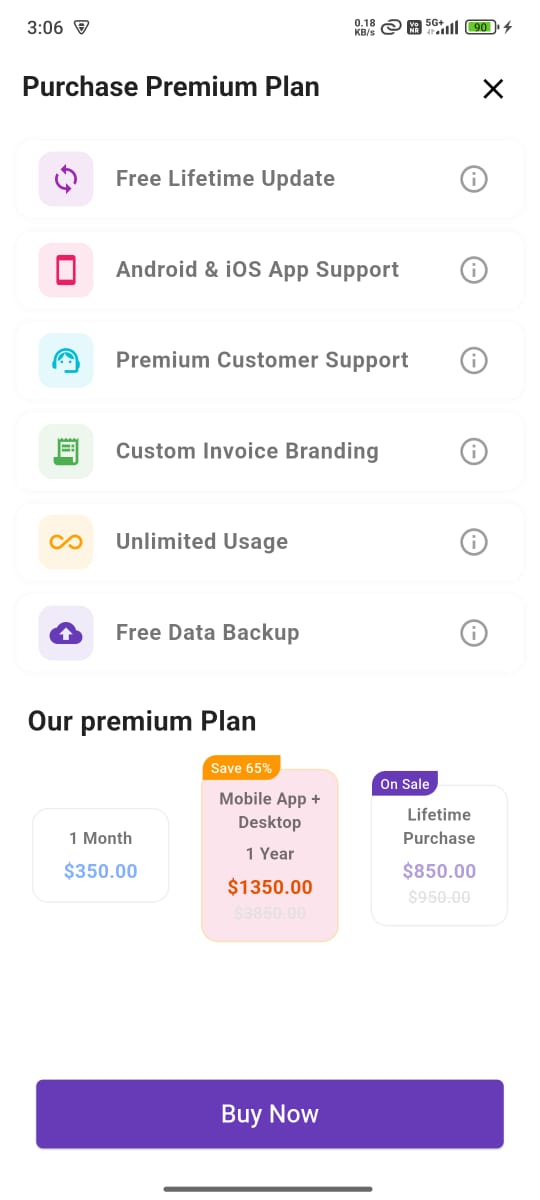 3:06
0.18 KB/s
Vo NR
5G+
90
Purchase Premium Plan
Free Lifetime Update
Android & iOS App Support
Premium Customer Support
Custom Invoice Branding
Unlimited Usage
Free Data Backup
Our premium Plan
1 Month
$350.00
Save 65%
Mobile App +
Desktop
1 Year
$1350.00
$3850.00
On Sale
Lifetime
Purchase
$850.00
$950.00
Buy Now